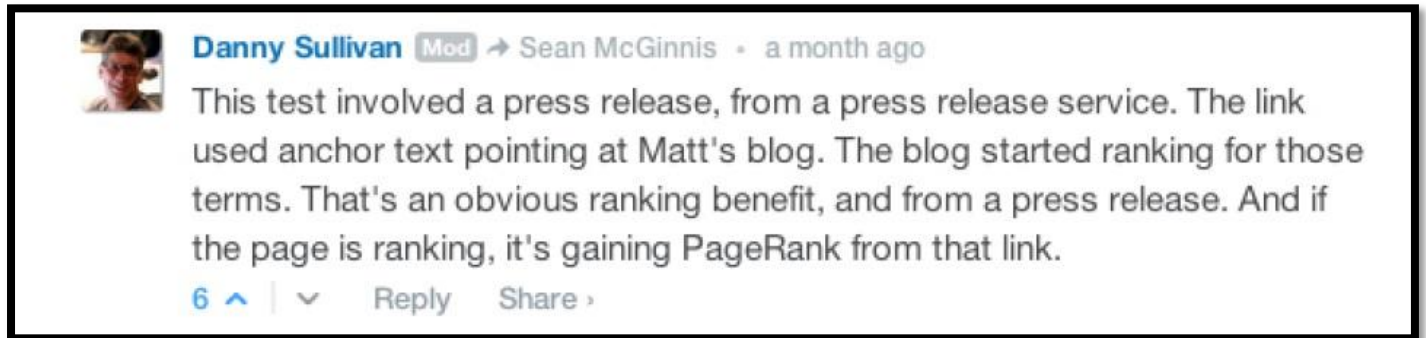 Danny Sullivan Mod Sean McGinnis • a month ago
This test involved a press release, from a press release service. The link
used anchor text pointing at Matt's blog. The blog started ranking for those
terms. That's an obvious ranking benefit, and from a press release. And if
the page is ranking, it's gaining PageRank from that link.
6 Reply Share ›